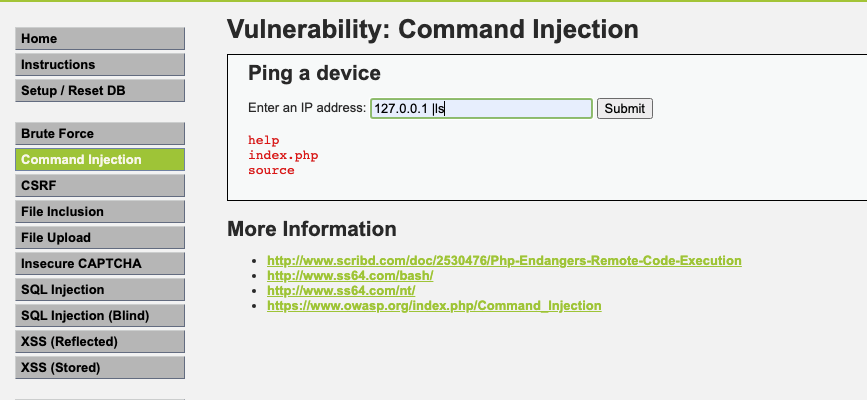 Home
Instructions
Setup / Reset DB
Brute Force
Command Injection
CSRF
File Inclusion
File Upload
Insecure CAPTCHA
SQL Injection
SQL Injection (Blind)
XSS (Reflected)
XSS (Stored)
Vulnerability: Command Injection
Ping a device
Enter an IP address: 127.0.0.1 |ls Submit
help
index.php
source
More Information
http://www.scribd.com/doc/2530476/Php-Endangers-Remote-Code-Execution
http://www.ss64.com/bash/
http://www.ss64.com/nt/
https://www.owasp.org/index.php/Command_Injection